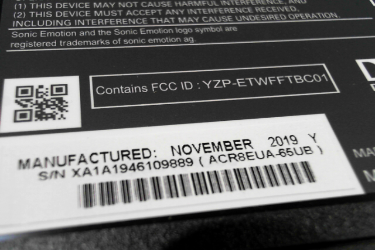 (1) THIS DEVICE MAY NOT CAUSE HARMFUL INTERFERENCE, AND
(2) THIS DEVICE MUST ACCEPT ANY INTERFERENCE RECEIVED,
INCLUDING INTERFERENCE THAT MAY CAUSE UNDESIRED OPERATION.
Sonic Emotion and the Sonic Emotion logo symbol are
registered trademarks of sonic emotion ag.
Contains FCC ID : YZP-ETWFFTBC01
MANUFACTURED: NOVEMBER 2019 Y
S/N XA1A1946109889 ( ACR8EUA-65UB )